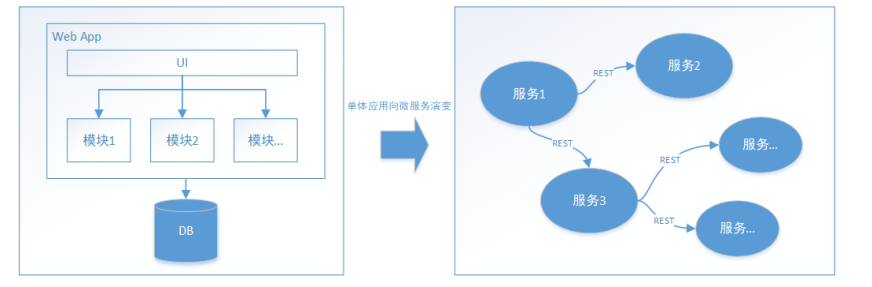 Web App
UI
模块1
模块2
模块...
DB
单体应用向微服务演变
服务1
REST
服务2
REST
服务3
REST
服务...
REST
服务...